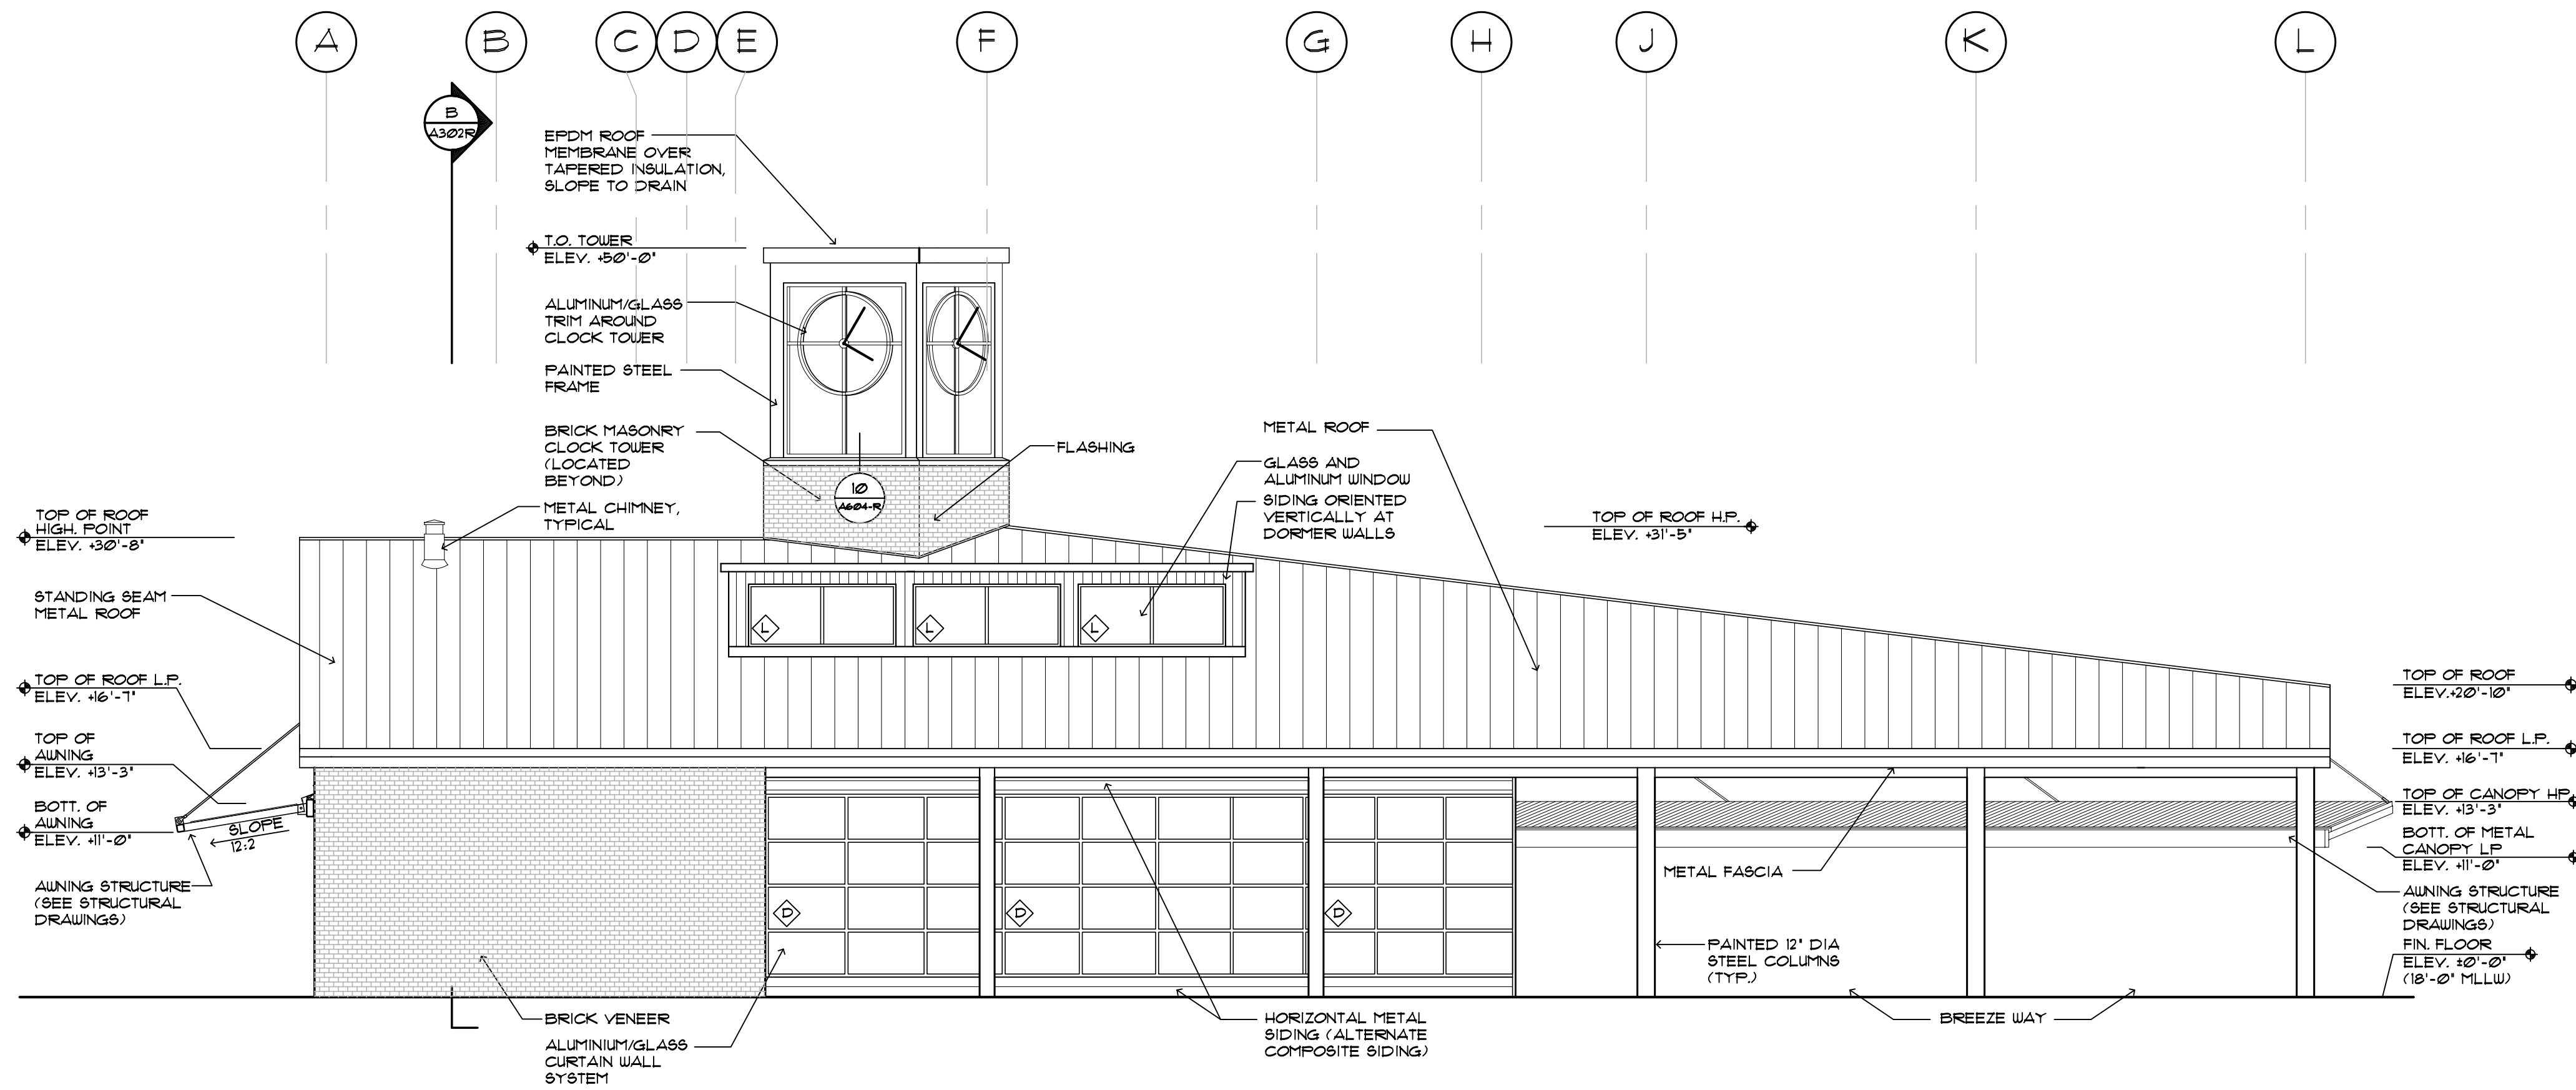 A
B
C
D
E
F
G
H
J
K
L
B
A302R
EPDM ROOF
MEMBRANE OVER
TAPERED INSULATION,
SLOPE TO DRAIN
T.O. TOWER
ELEV. +50'-0"
ALUMINUM/GLASS
TRIM AROUND
CLOCK TOWER
PAINTED STEEL
FRAME
BRICK MASONRY
CLOCK TOWER
(LOCATED
BEYOND)
METAL CHIMNEY,
TYPICAL
10
A604-R
FLASHING
METAL ROOF
GLASS AND
ALUMINUM WINDOW
SIDING ORIENTED
VERTICALLY AT
DORMER WALLS
TOP OF ROOF H.P.
ELEV. +31'-5"
TOP OF ROOF
HIGH. POINT
ELEV. +30'-8"
STANDING SEAM
METAL ROOF
TOP OF ROOF L.P.
ELEV. +16'-7"
TOP OF
AWNING
ELEV. +13'-3"
BOTT. OF
AWNING
ELEV. +11'-0"
SLOPE
12:2
AWNING STRUCTURE
(SEE STRUCTURAL
DRAWINGS)
L
L
L
D
D
D
TOP OF ROOF
ELEV.+20'-10"
TOP OF ROOF L.P.
ELEV. +16'-7"
TOP OF CANOPY HP
ELEV. +13'-3"
BOTT. OF METAL
CANOPY LP
ELEV. +11'-0"
AWNING STRUCTURE
(SEE STRUCTURAL
DRAWINGS)
FIN. FLOOR
ELEV. ±0'-0"
(18'-0" MLLW)
METAL FASCIA
PAINTED 12" DIA
STEEL COLUMNS
(TYP.)
BRICK VENEER
ALUMINIUM/GLASS
CURTAIN WALL
SYSTEM
HORIZONTAL METAL
SIDING (ALTERNATE
COMPOSITE SIDING)
BREEZE WAY